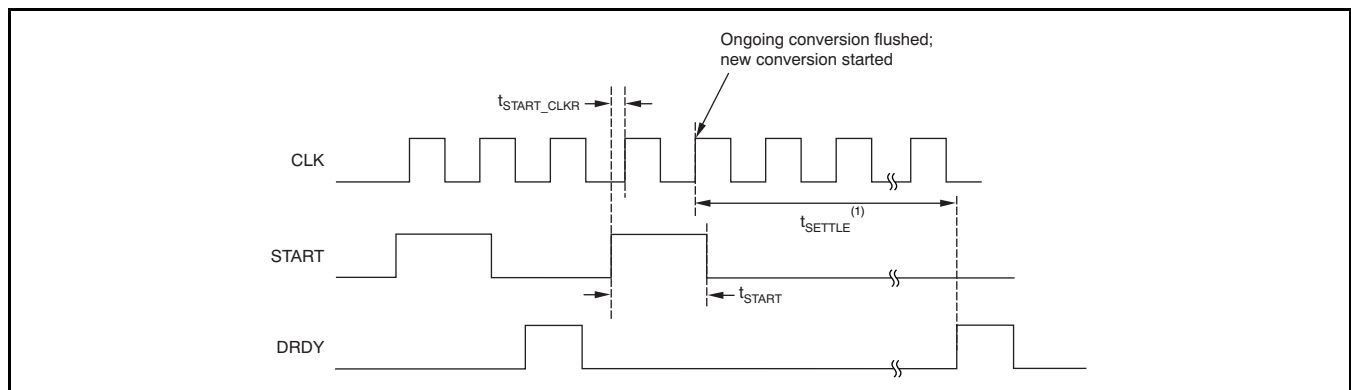 Ongoing conversion flushed;
new conversion started
tSTART_CLKR
CLK
tSETTLE(1)
START
tSTART
DRDY